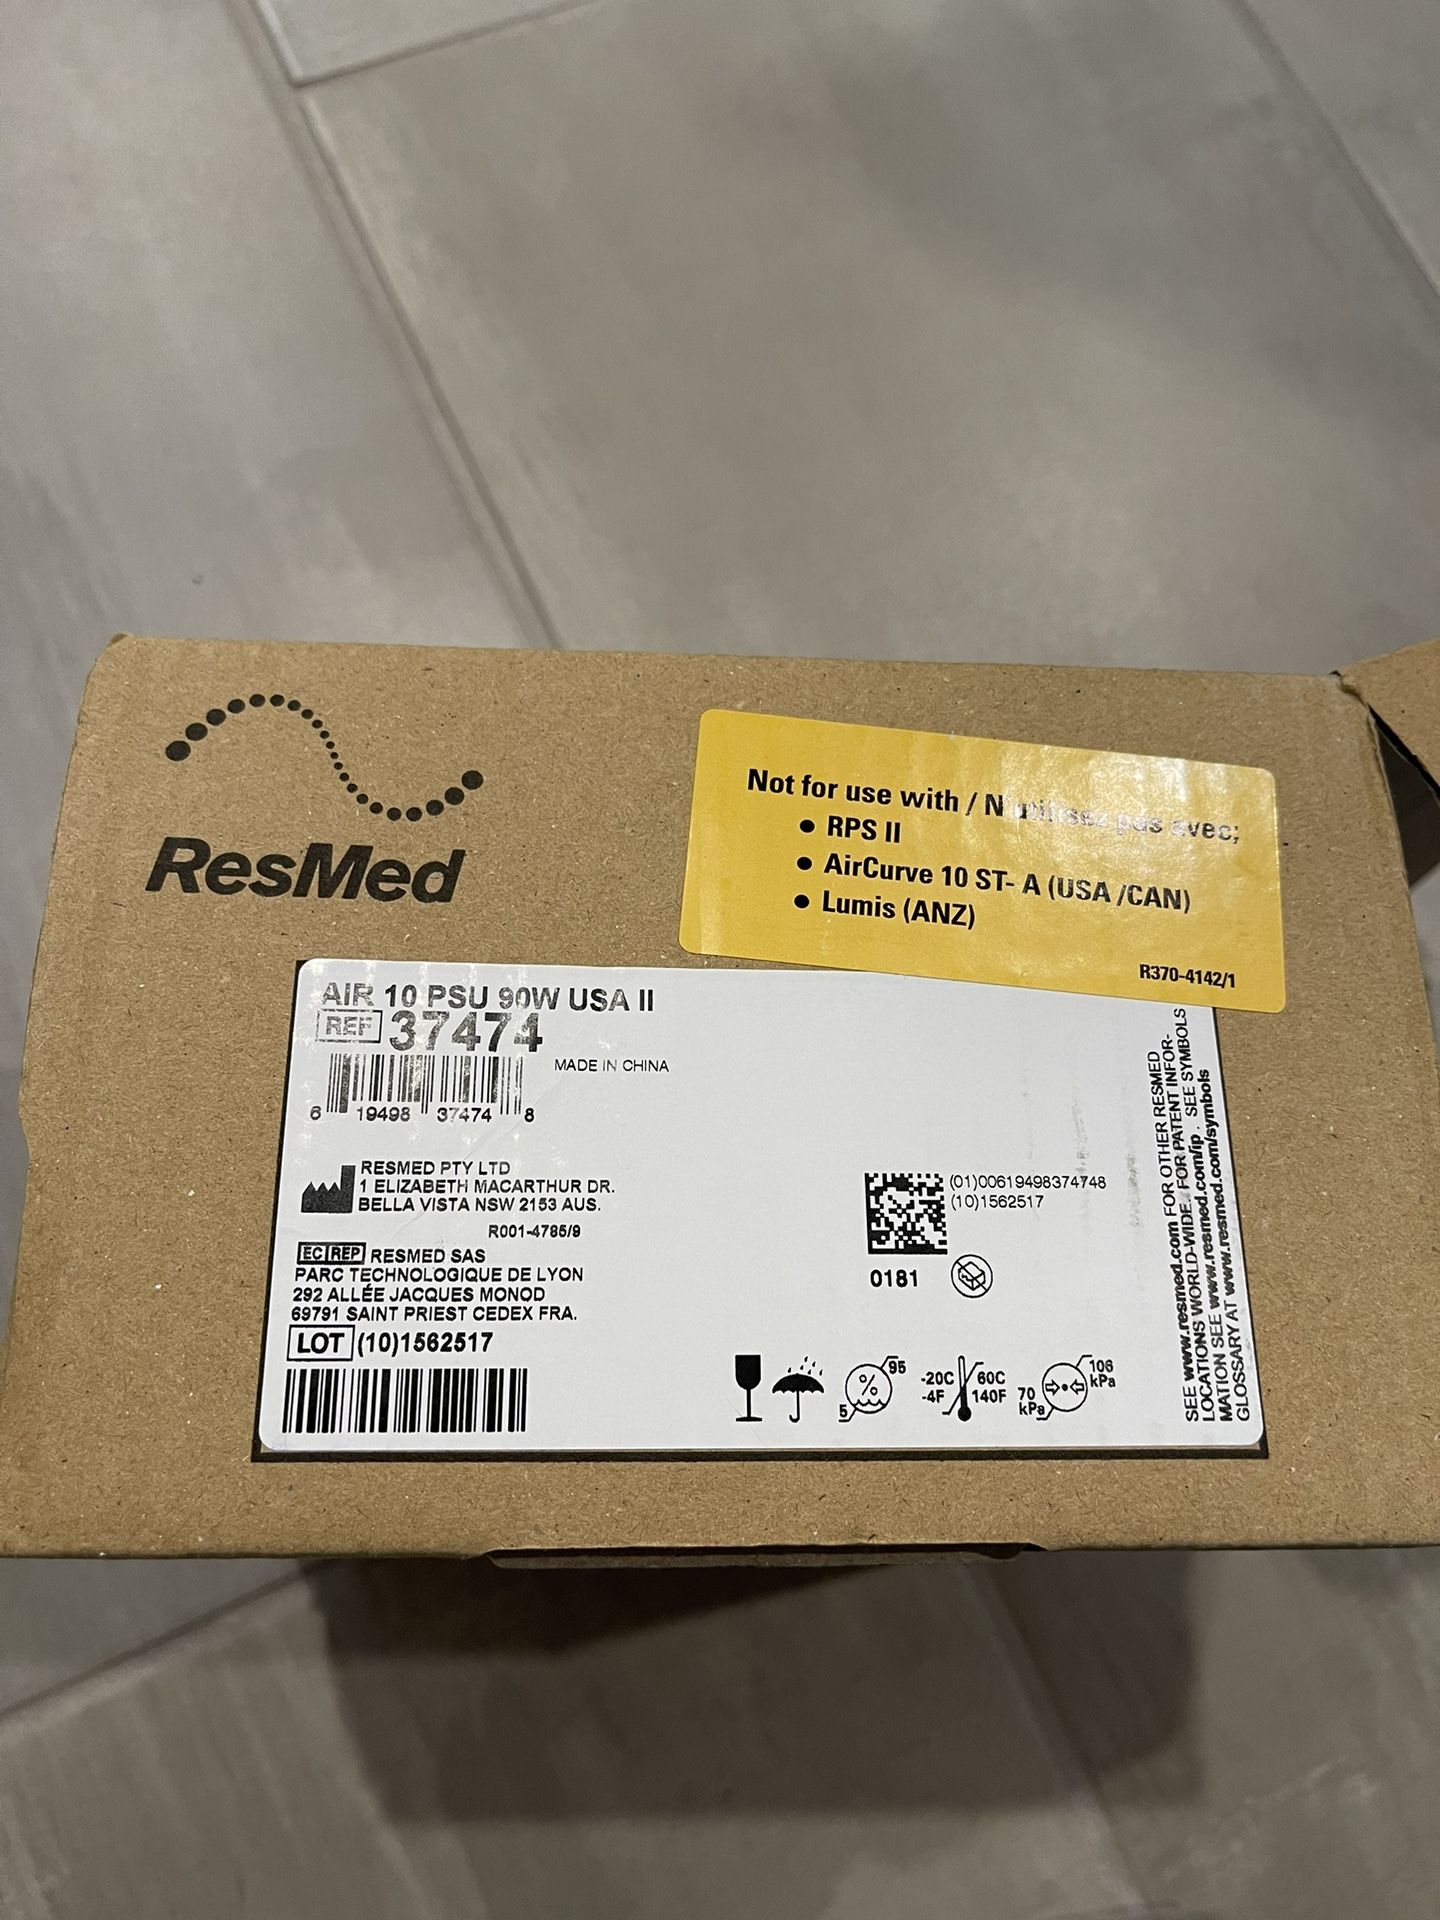 ResMed
Not for use with / N'utilisez pas avec;
• RPS II
• AirCurve 10 ST- A (USA /CAN)
• Lumis (ANZ)
R370-4142/1
AIR 10 PSU 90W USA II
REF 37474
MADE IN CHINA
6 19498 37474 8
RESMED PTY LTD
1 ELIZABETH MACARTHUR DR.
BELLA VISTA NSW 2153 AUS.
R001-4785/9
EC REP RESMED SAS
PARC TECHNOLOGIQUE DE LYON
292 ALLÉE JACQUES MONOD
69791 SAINT PRIEST CEDEX FRA.
LOT (10)1562517
(01)00619498374748
(10)1562517
0181
5 % 95
-20C 60C
-4F 140F
70 kPa
106 kPa
SEE www.resmed.com FOR OTHER RESMED
LOCATIONS WORLD-WIDE. FOR PATENT INFOR-
MATION SEE www.resmed.com/ip . SEE SYMBOLS
GLOSSARY AT www.resmed.com/symbols